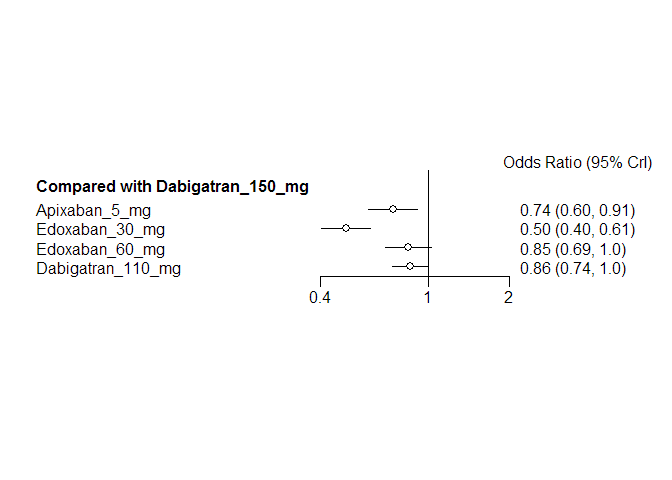 Odds Ratio (95% CrI)
Compared with Dabigatran_150_mg
Apixaban_5_mg 0.74 (0.60, 0.91)
Edoxaban_30_mg 0.50 (0.40, 0.61)
Edoxaban_60_mg 0.85 (0.69, 1.0)
Dabigatran_110_mg 0.86 (0.74, 1.0)
0.4 1 2